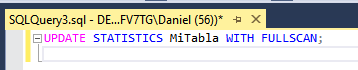 SQLQuery3.sql - DE...FV7TG\Daniel (56))*
UPDATE STATISTICS MiTabla WITH FULLSCAN;